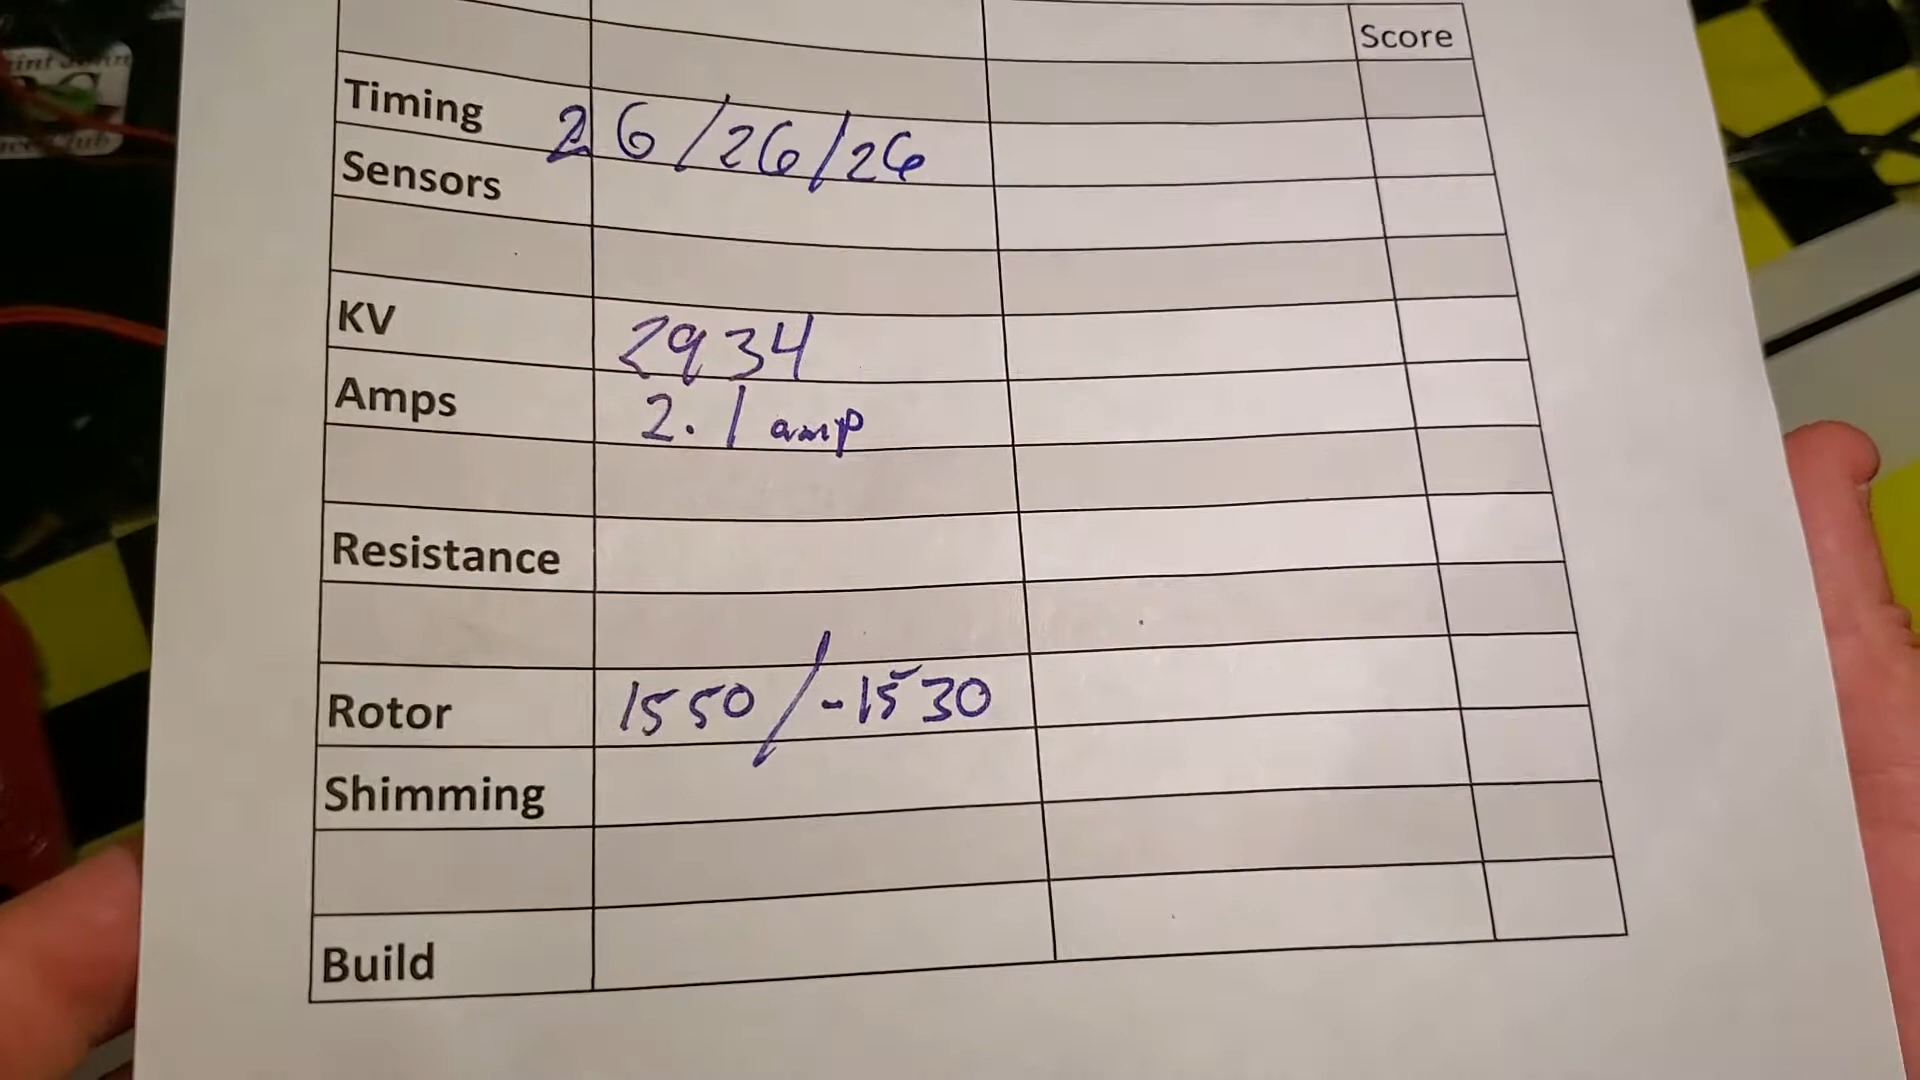 Score
Timing 26/26/26
Sensors
KV 2934
Amps 2.1 amp
Resistance
Rotor 1550/-1530
Shimming
Build